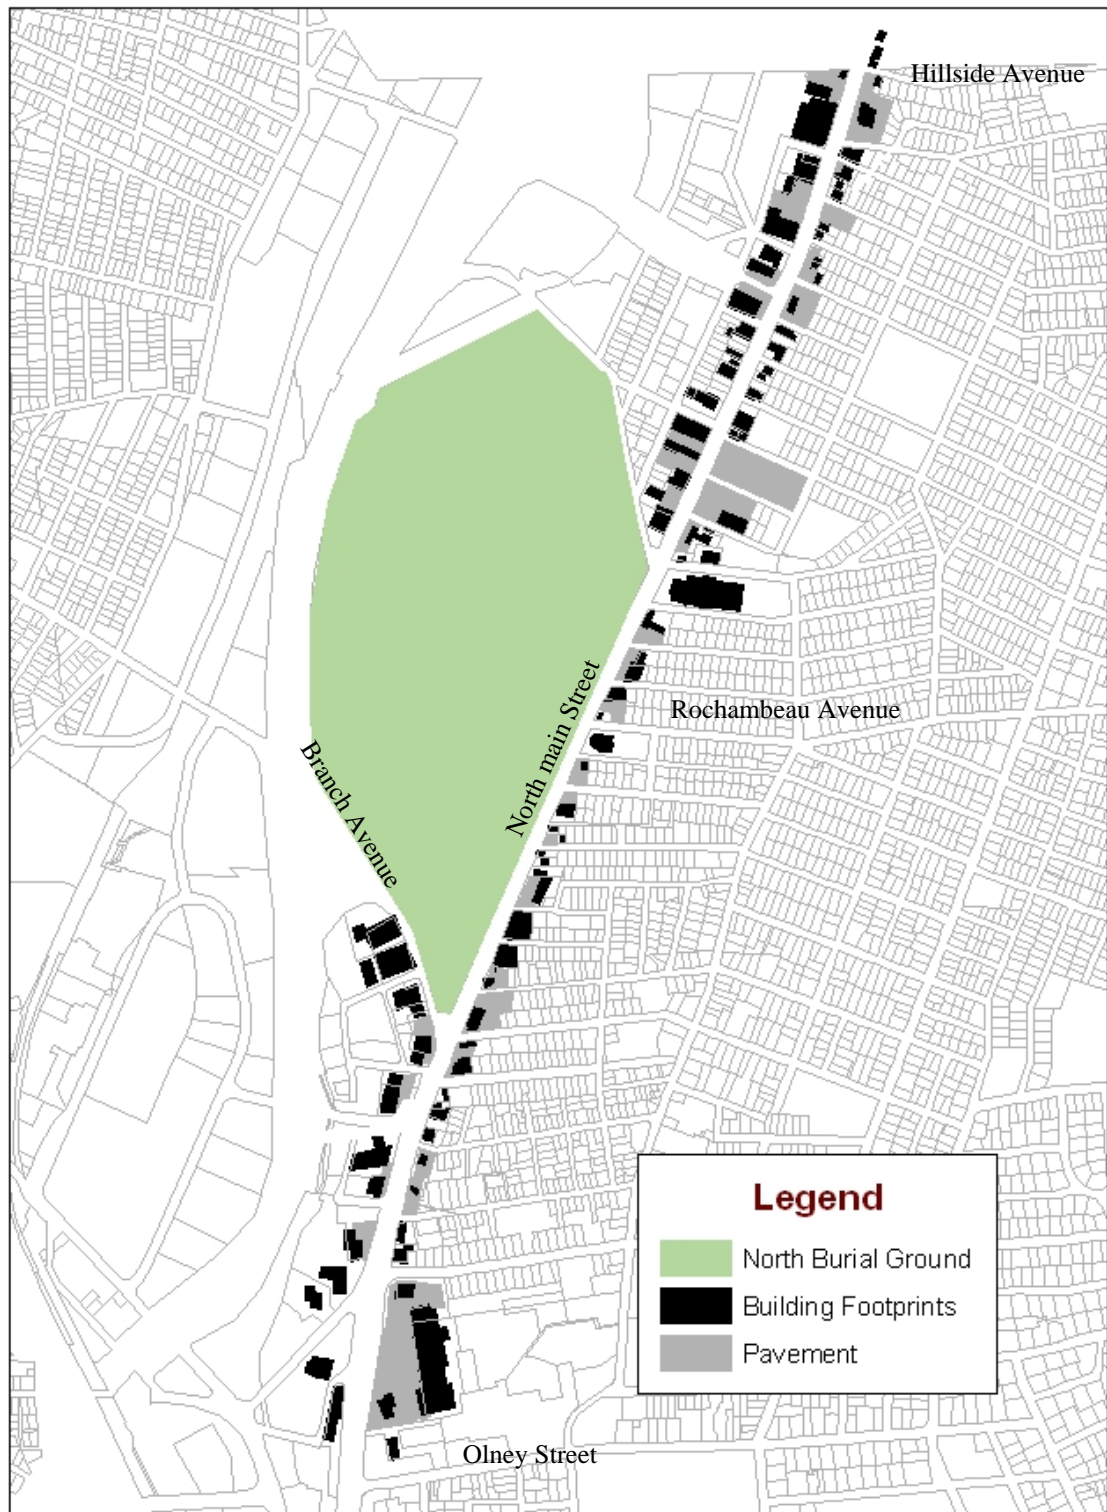 Hillside Avenue
North main Street
Rochambeau Avenue
Branch Avenue
Legend
North Burial Ground
Building Footprints
Pavement
Olney Street